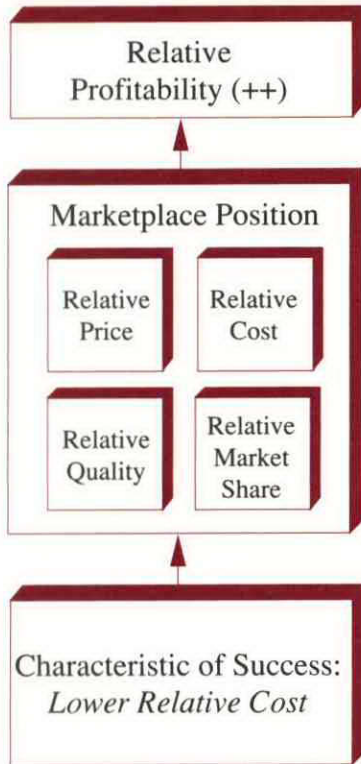 Relative
Profitability (++)
Marketplace Position
Relative
Price
Relative
Cost
Relative
Quality
Relative
Market
Share
Characteristic of Success:
Lower Relative Cost